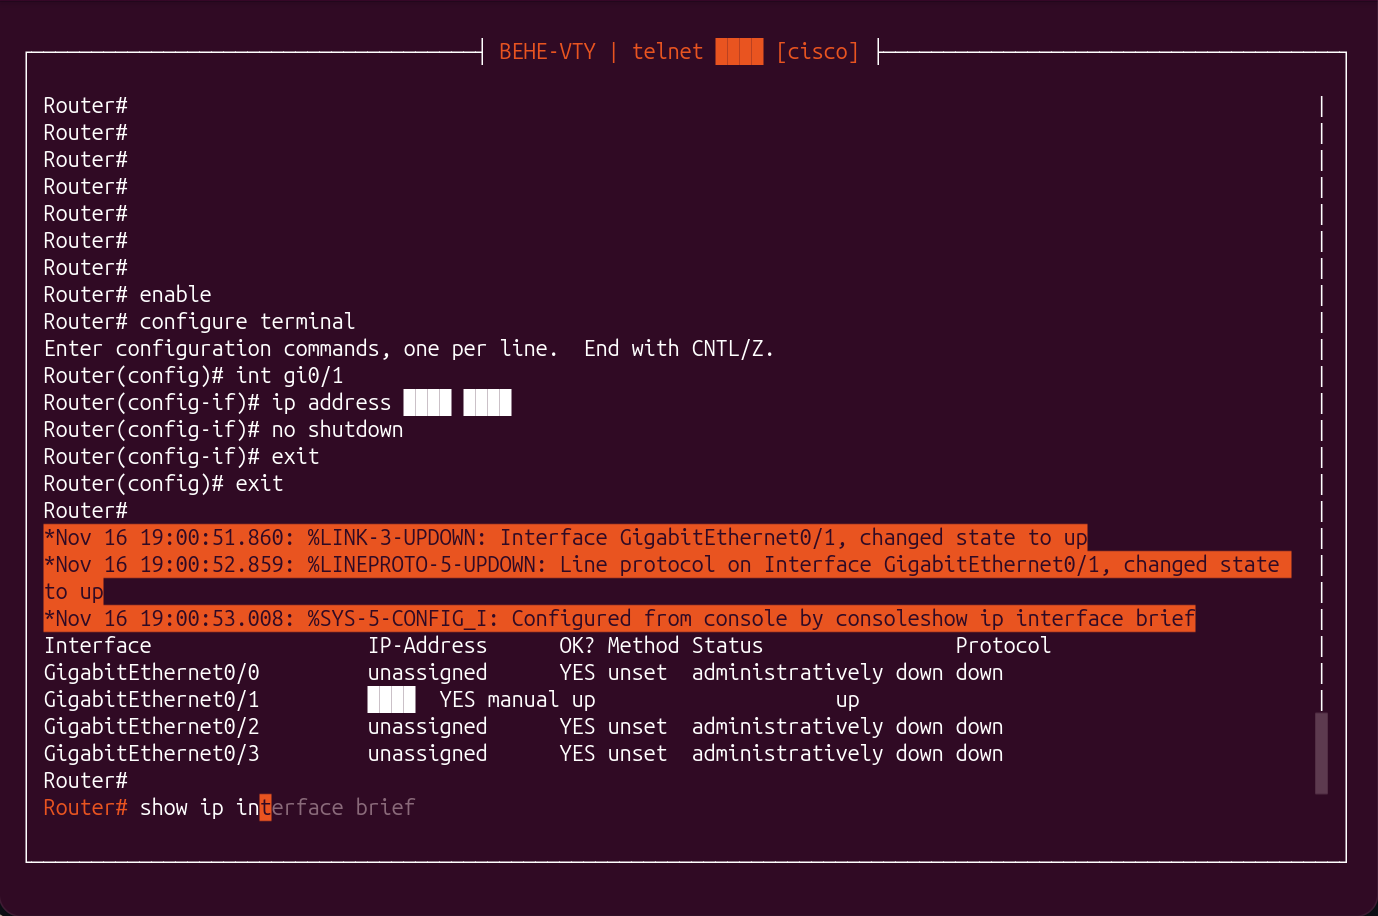 BEHE-VTY | telnet ████ [cisco]
Router#
Router#
Router#
Router#
Router#
Router#
Router#
Router# enable
Router# configure terminal
Enter configuration commands, one per line.  End with CNTL/Z.
Router(config)# int gi0/1
Router(config-if)# ip address ████ ████
Router(config-if)# no shutdown
Router(config-if)# exit
Router(config)# exit
Router#
*Nov 16 19:00:51.860: %LINK-3-UPDOWN: Interface GigabitEthernet0/1, changed state to up
*Nov 16 19:00:52.859: %LINEPROTO-5-UPDOWN: Line protocol on Interface GigabitEthernet0/1, changed state
to up
*Nov 16 19:00:53.008: %SYS-5-CONFIG_I: Configured from console by consoleshow ip interface brief
Interface                  IP-Address      OK? Method Status                Protocol
GigabitEthernet0/0         unassigned      YES unset  administratively down down
GigabitEthernet0/1         ████  YES manual up                    up
GigabitEthernet0/2         unassigned      YES unset  administratively down down
GigabitEthernet0/3         unassigned      YES unset  administratively down down
Router#
Router# show ip interface brief